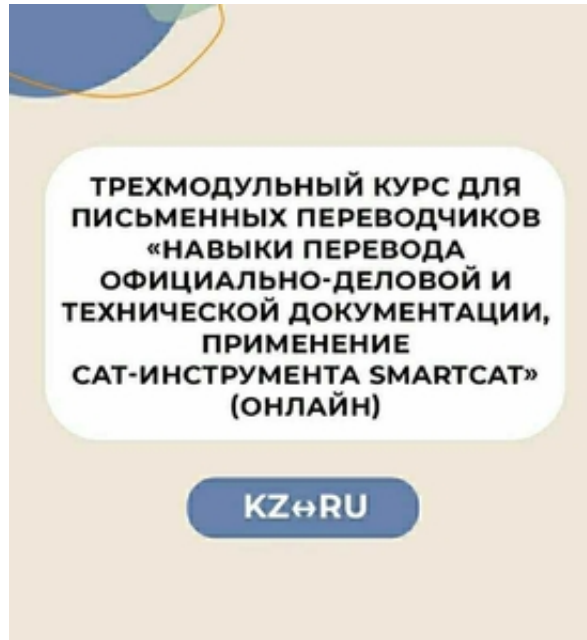 ТРЕХМОДУЛЬНЫЙ КУРС ДЛЯ
ПИСЬМЕННЫХ ПЕРЕВОДЧИКОВ
«НАВЫКИ ПЕРЕВОДА
ОФИЦИАЛЬНО-ДЕЛОВОЙ И
ТЕХНИЧЕСКОЙ ДОКУМЕНТАЦИИ,
ПРИМЕНЕНИЕ
CAT-ИНСТРУМЕНТА SMARTCAT»
(ОНЛАЙН)
KZ↔RU